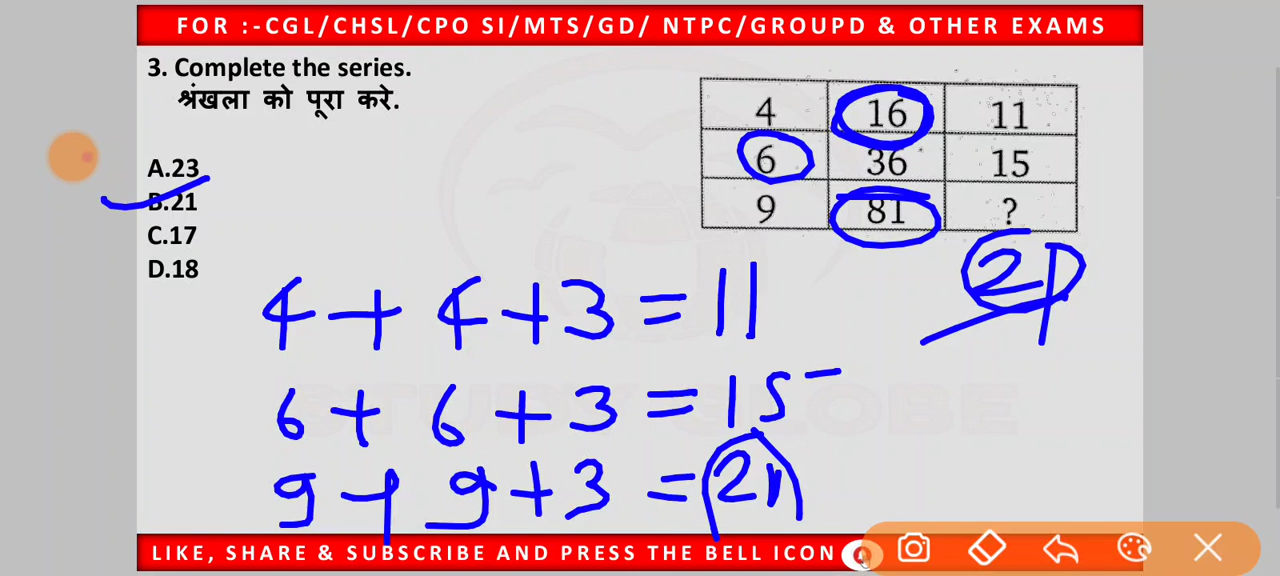 FOR :-CGL/CHSL/CPO SI/MTS/GD/ NTPC/GROUPD & OTHER EXAMS
3. Complete the series.
श्रंखला को पूरा करे.
A.23
B.21
C.17
D.18
4 16 11
6 36 15
9 81 ?
21
4 + 4 + 3 = 11
6 + 6 + 3 = 15
9 + 9 + 3 = 21
STUDY GLOBE
LIKE, SHARE & SUBSCRIBE AND PRESS THE BELL ICON